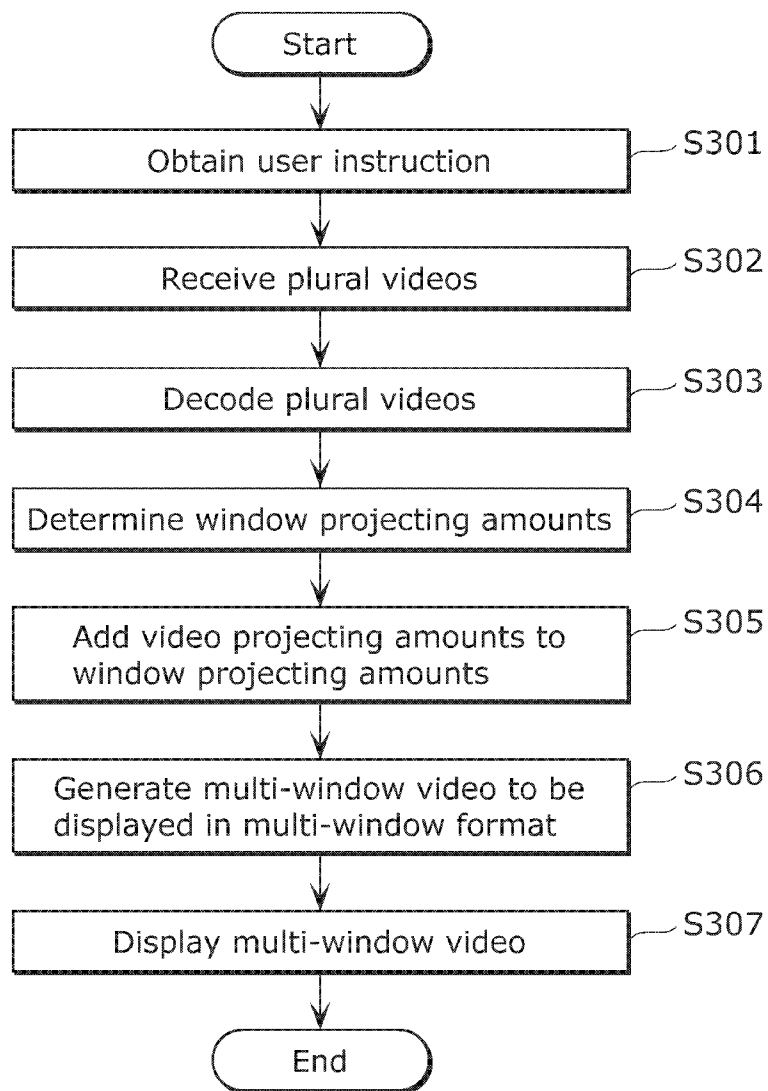 Start
Obtain user instruction
S301
Receive plural videos
S302
Decode plural videos
S303
Determine window projecting amounts
S304
Add video projecting amounts to
window projecting amounts
S305
Generate multi-window video to be
displayed in multi-window format
S306
Display multi-window video
S307
End